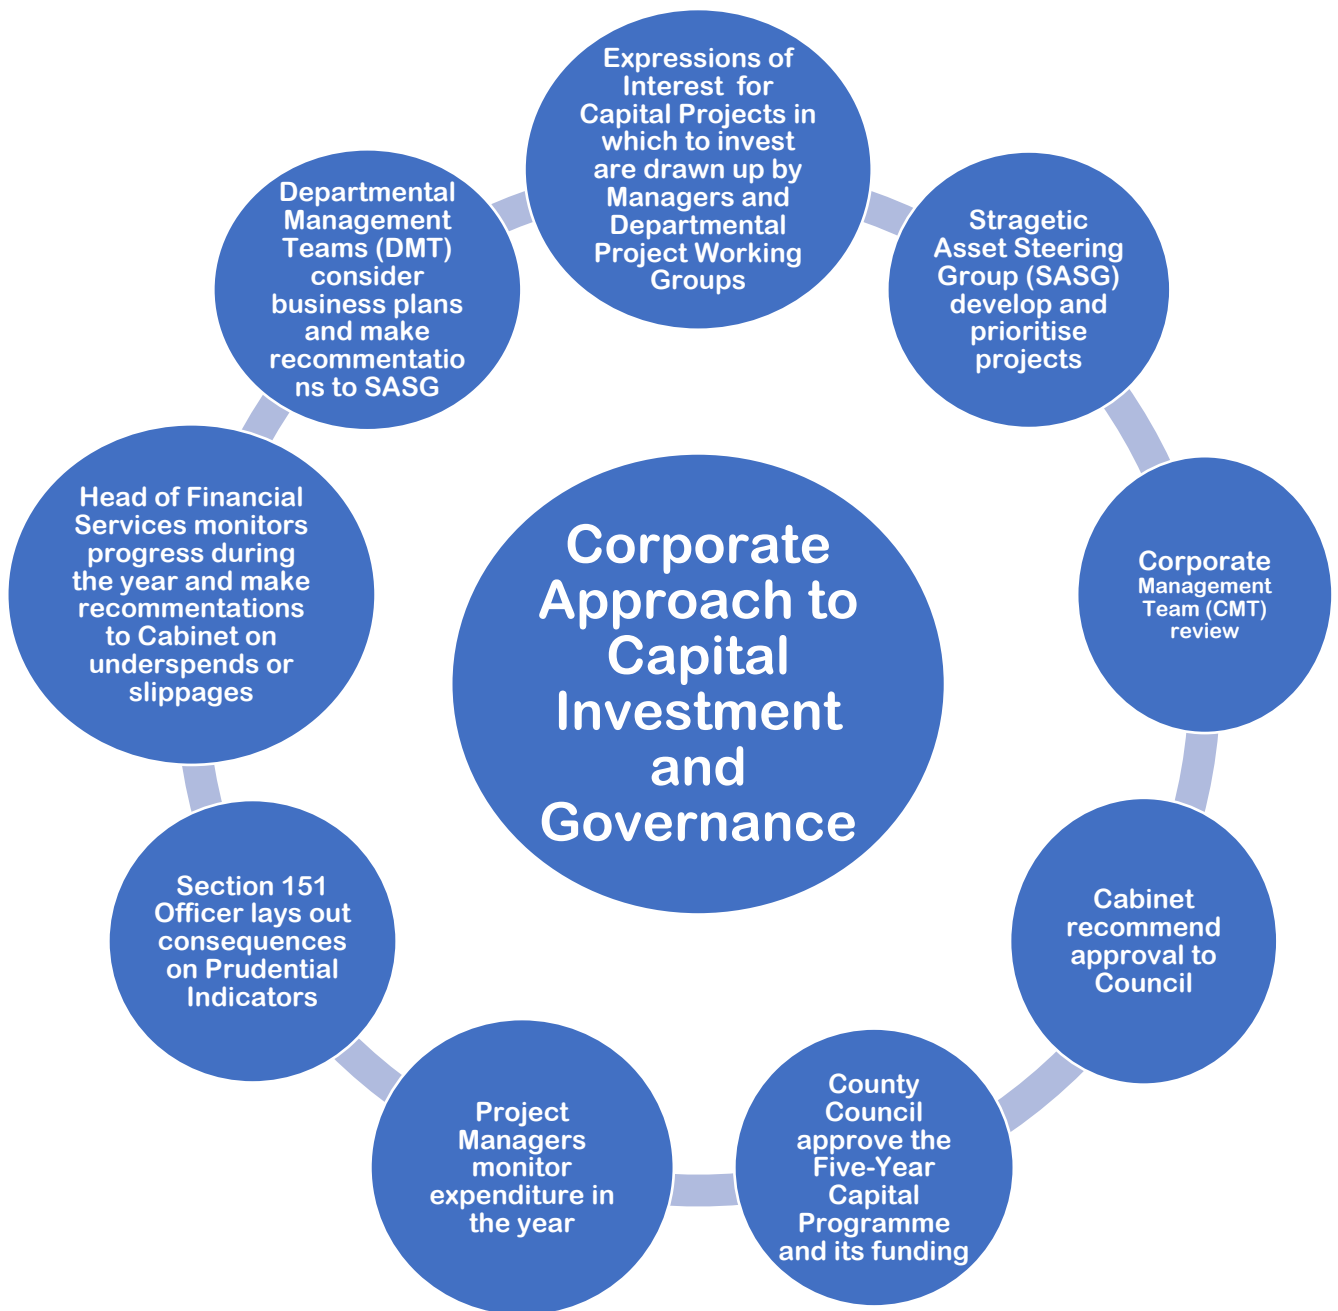 Expressions of
Interest for
Capital Projects in
which to invest
are drawn up by
Managers and
Departmental
Project Working
Groups
Stragetic
Asset Steering
Group (SASG)
develop and
prioritise
projects
Corporate
Management
Team (CMT)
review
Cabinet
recommend
approval to
Council
County
Council
approve the
Five-Year
Capital
Programme
and its funding
Project
Managers
monitor
expenditure in
the year
Section 151
Officer lays out
consequences
on Prudential
Indicators
Head of Financial
Services monitors
progress during
the year and make
recommentations
to Cabinet on
underspends or
slippages
Departmental
Management
Teams (DMT)
consider
business plans
and make
recommentatio
ns to SASG
Corporate
Approach to
Capital
Investment
and
Governance